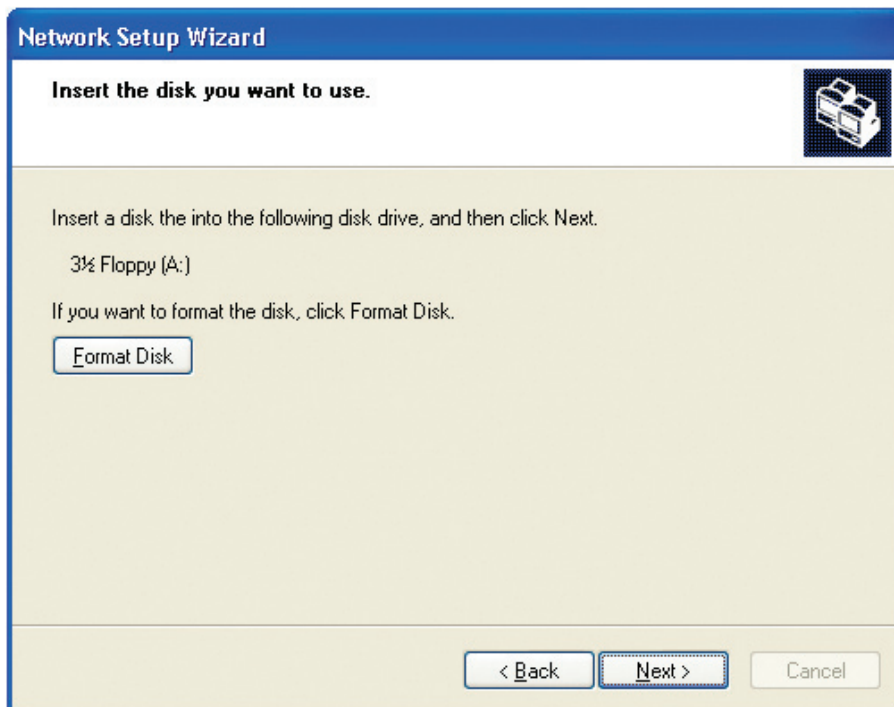 Network Setup Wizard
Insert the disk you want to use.
Insert a disk the into the following disk drive, and then click Next.
3½ Floppy (A:)
If you want to format the disk, click Format Disk.
Format Disk
< Back Next > Cancel